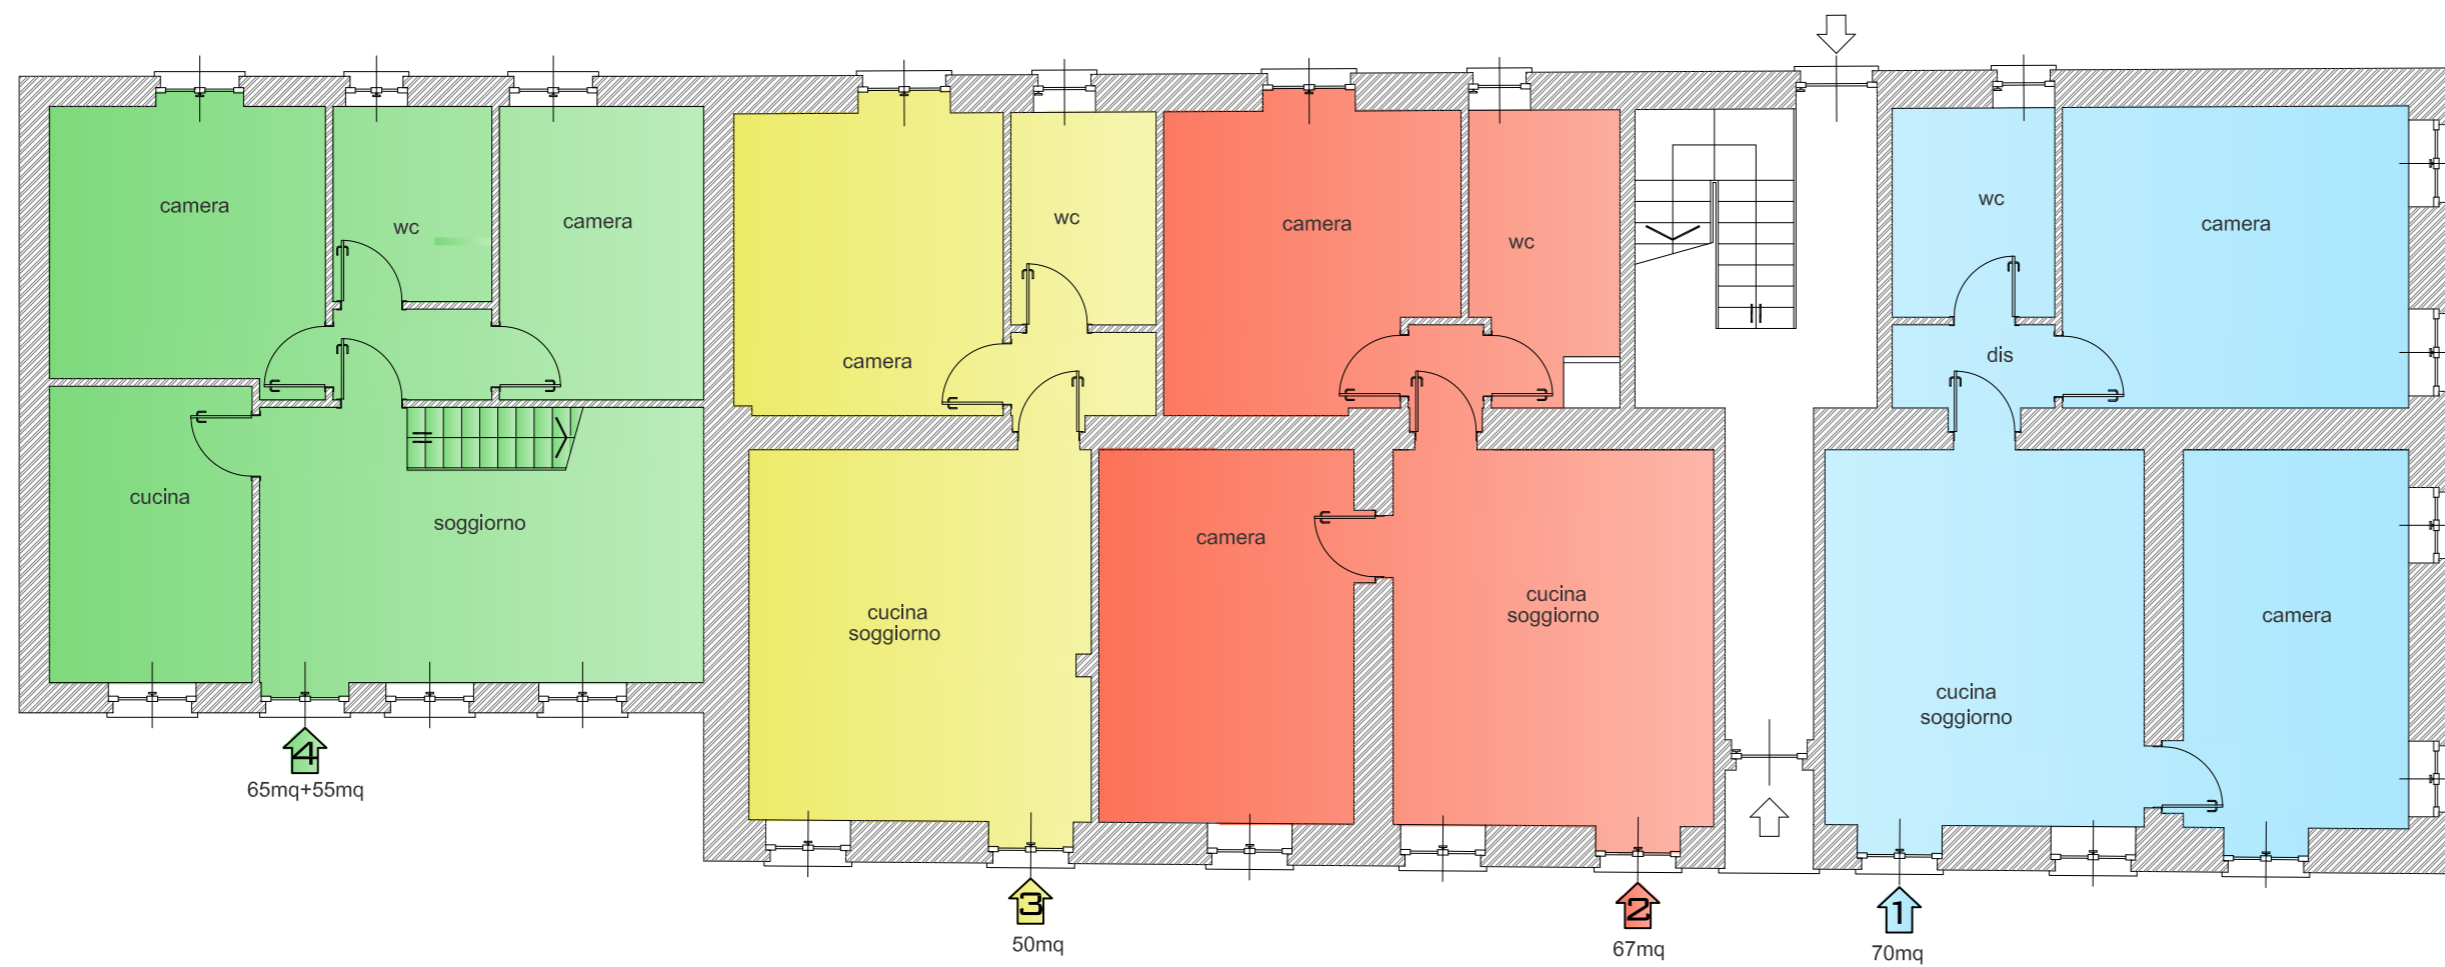 camera
wc
camera
cucina
soggiorno
4
65mq+55mq
camera
wc
cucina
soggiorno
3
50mq
camera
wc
camera
cucina
soggiorno
2
67mq
wc
camera
dis
cucina
soggiorno
camera
1
70mq